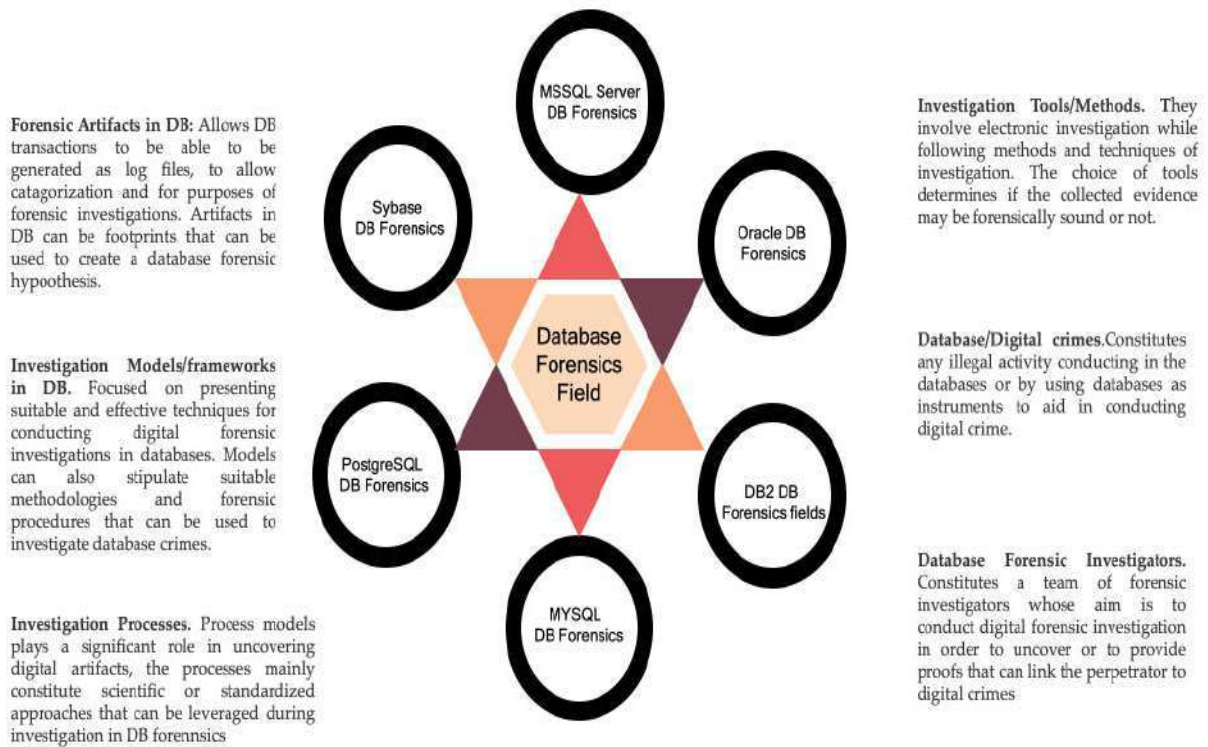 Forensic Artifacts in DB: Allows DB
transactions to be able to be
generated as log files, to allow
catagorization and for purposes of
forensic investigations. Artifacts in
DB can be footprints that can be
used to create a database forensic
hypoothesis.
Investigation Models/frameworks
in DB. Focused on presenting
suitable and effective techniques for
conducting digital forensic
investigations in databases. Models
can also stipulate suitable
methodologies and forensic
procedures that can be used to
investigate database crimes.
Investigation Processes. Process models
plays a significant role in uncovering
digital artifacts, the processes mainly
constitute scientific or standardized
approaches that can be leveraged during
investigation in DB forennsics
MSSQL Server
DB Forensics
Sybase
DB Forensics
Oracle DB
Forensics
Database
Forensics
Field
PostgreSQL
DB Forensics
DB2 DB
Forensics fields
MYSQL
DB Forensics
Investigation Tools/Methods. They
involve electronic investigation while
following methods and techniques of
investigation. The choice of tools
determines if the collected evidence
may be forensically sound or not.
Database/Digital crimes.Constitutes
any illegal activity conducting in the
databases or by using databases as
instruments to aid in conducting
digital crime.
Database Forensic Investigators.
Constitutes a team of forensic
investigators whose aim is to
conduct digital forensic investigation
in order to uncover or to provide
proofs that can link the perpetrator to
digital crimes